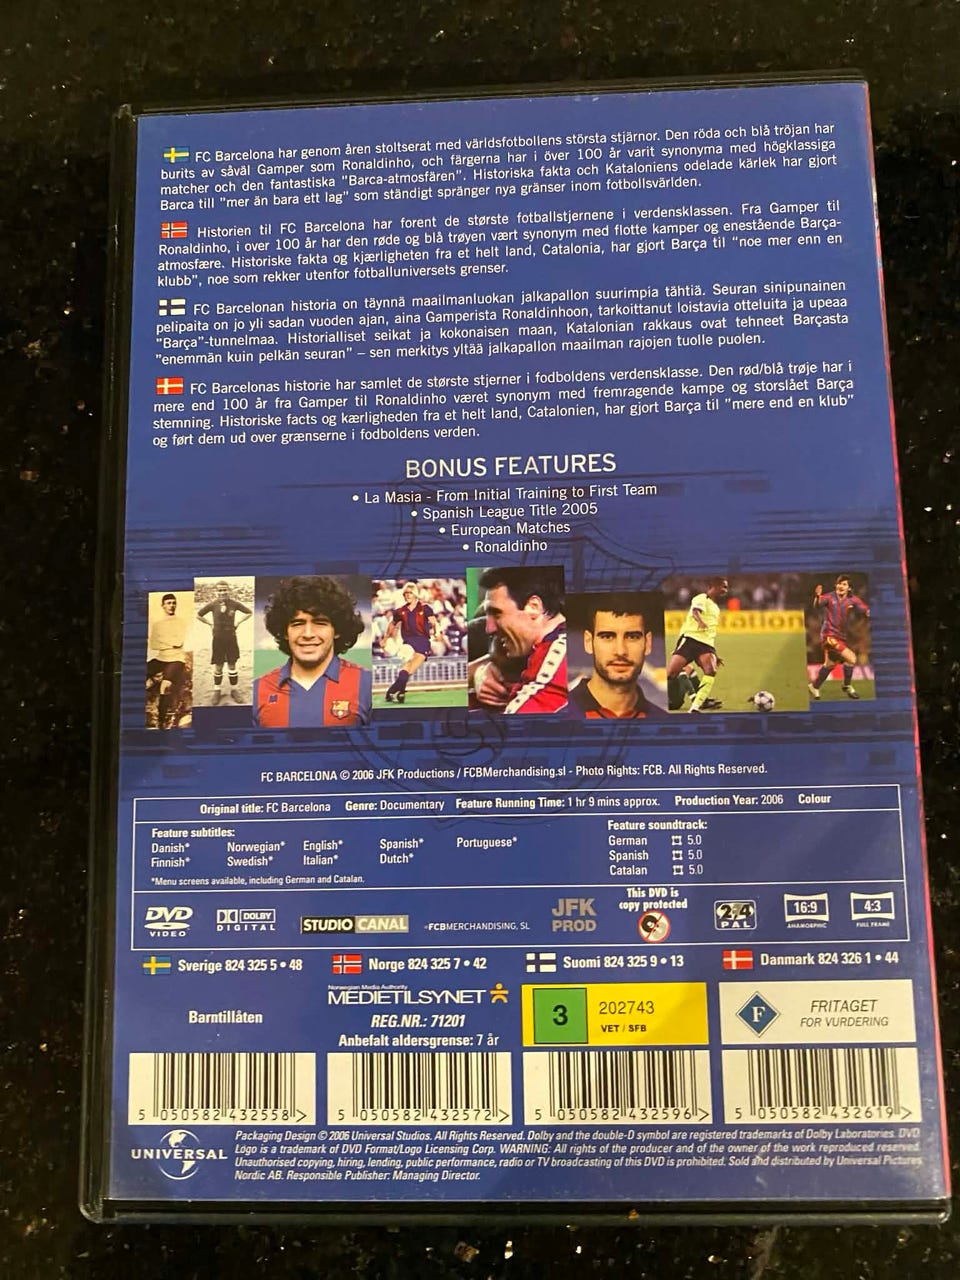 FC Barcelona har genom åren stoltserat med världsfotbollens största stjärnor. Den röda och blå tröjan har
burits av såväl Gamper som Ronaldinho, och färgerna har i över 100 år varit synonyma med högklassiga
matcher och den fantastiska "Barca-atmosfären". Historiska fakta och Kataloniens odelade kärlek har gjort
Barca till "mer än bara ett lag" som ständigt spränger nya gränser inom fotbollsvärlden.
Historien til FC Barcelona har forent de største fotballstjernene i verdensklassen. Fra Gamper til
Ronaldinho, i over 100 år har den røde og blå trøyen vært synonym med flotte kamper og enestående Barça-
atmosfære. Historiske fakta og kjærligheten fra et helt land, Catalonia, har gjort Barça til "noe mer enn en
klubb", noe som rekker utenfor fotballuniversets grenser.
FC Barcelonan historia on täynnä maailmanluokan jalkapallon suurimpia tähtiä. Seuran sinipunainen
pelipaita on jo yli sadan vuoden ajan, aina Gamperista Ronaldinhoon, tarkoittanut loistavia otteluita ja upeaa
"Barça"-tunnelmaa. Historialliset seikat ja kokonaisen maan, Katalonian rakkaus ovat tehneet Barçasta
"enemmän kuin pelkän seuran" – sen merkitys yltää jalkapallon maailman rajojen tuolle puolen.
FC Barcelonas historie har samlet de største stjerner i fodboldens verdensklasse. Den rød/blå trøje har i
mere end 100 år fra Gamper til Ronaldinho været synonym med fremragende kampe og storslået Barça
stemning. Historiske facts og kærligheden fra et helt land, Catalonien, har gjort Barça til "mere end en klub"
og ført dem ud over grænserne i fodboldens verden.
BONUS FEATURES
• La Masia - From Initial Training to First Team
• Spanish League Title 2005
• European Matches
• Ronaldinho
FC BARCELONA © 2006 JFK Productions / FCBMerchandising.sl - Photo Rights: FCB. All Rights Reserved.
Original title: FC Barcelona Genre: Documentary Feature Running Time: 1 hr 9 mins approx. Production Year: 2006 Colour
Feature subtitles:
Danish* Norwegian* English* Spanish* Portuguese*
Finnish* Swedish* Italian* Dutch*
*Menu screens available, including German and Catalan.
Feature soundtrack:
German 5.0
Spanish 5.0
Catalan 5.0
DVD VIDEO
DOLBY DIGITAL
STUDIO CANAL
FCBMERCHANDISING, SL
JFK PROD
This DVD is
copy protected
2•4 PAL
16:9 ANAMORPHIC
4:3 FULL FRAME
Sverige 824 325 5 • 48
Norge 824 325 7 • 42
Suomi 824 325 9 • 13
Danmark 824 326 1 • 44
Barntillåten
Norwegian Media Authority
MEDIETILSYNET
REG.NR.: 71201
Anbefalt aldersgrense: 7 år
3 202743
VET / SFB
F FRITAGET
FOR VURDERING
5 050582 432558 >
5 050582 432572 >
5 050582 432596 >
5 050582 432619 >
UNIVERSAL
Packaging Design © 2006 Universal Studios. All Rights Reserved. Dolby and the double-D symbol are registered trademarks of Dolby Laboratories. DVD
Logo is a trademark of DVD Format/Logo Licensing Corp. WARNING: All rights of the producer and of the owner of the work reproduced reserved.
Unauthorised copying, hiring, lending, public performance, radio or TV broadcasting of this DVD is prohibited. Sold and distributed by Universal Pictures
Nordic AB. Responsible Publisher: Managing Director.